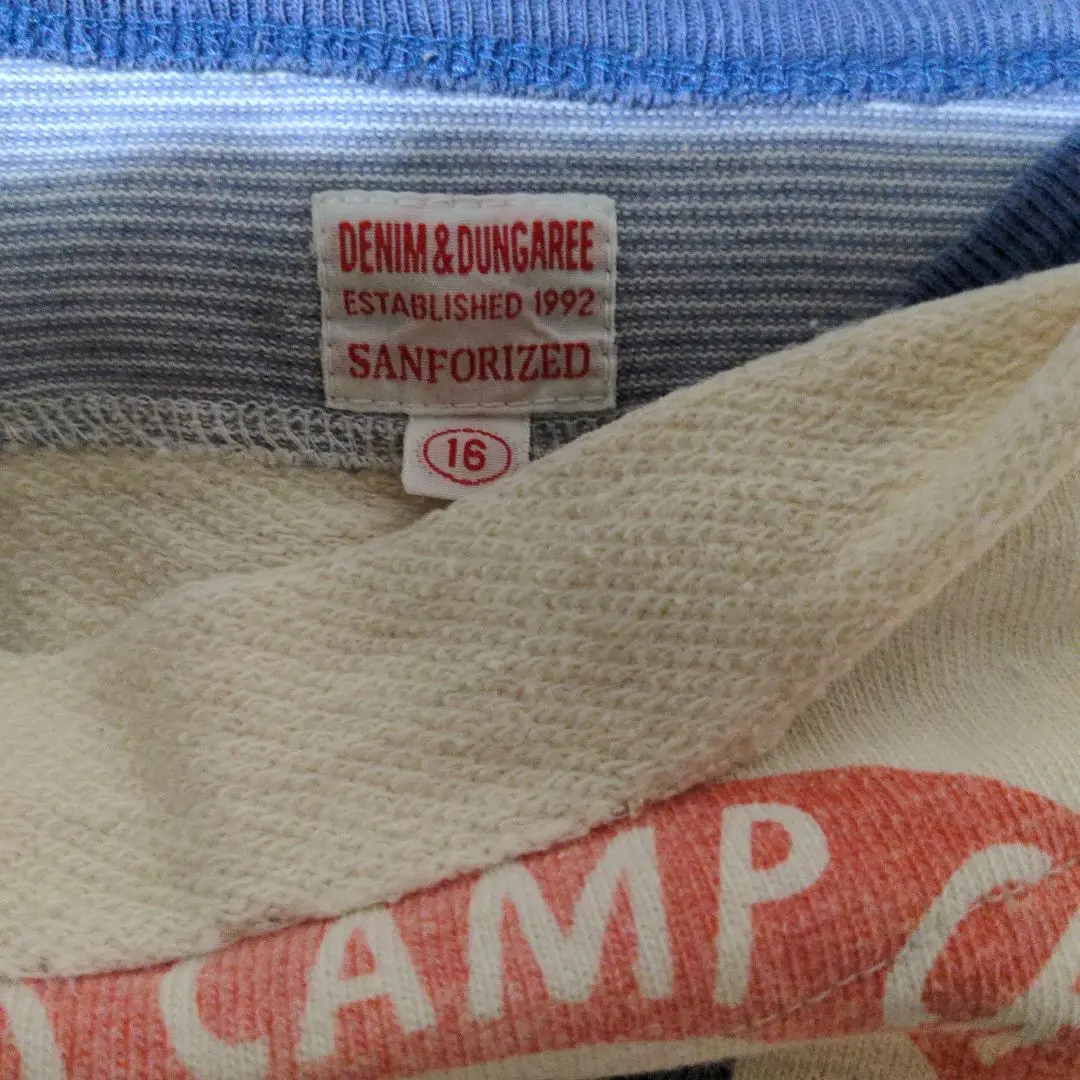 DENIM & DUNGAREE
ESTABLISHED 1992
SANFORIZED
16
CAMP